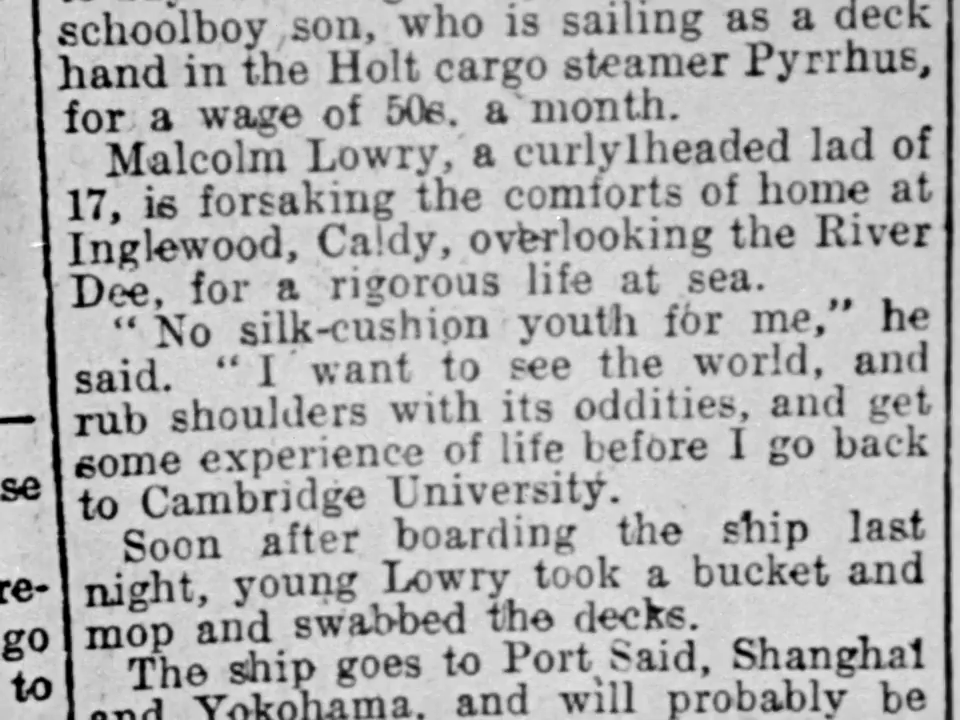 schoolboy son, who is sailing as a deck
hand in the Holt cargo steamer Pyrrhus,
for a wage of 50s. a month.
Malcolm Lowry, a curlylheaded lad of
17, is forsaking the comforts of home at
Inglewood, Caldy, overlooking the River
Dee, for a rigorous life at sea.
“No silk-cushion youth for me,” he
said. “I want to see the world, and
rub shoulders with its oddities, and get
some experience of life before I go back
to Cambridge University.
Soon after boarding the ship last
night, young Lowry took a bucket and
mop and swabbed the decks.
The ship goes to Port Said, Shanghai
and Yokohama, and will probably be
se
re-
go
to